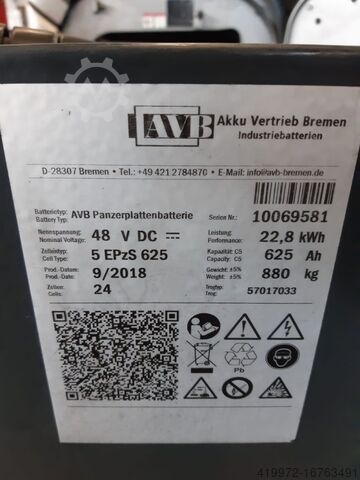 AVB
Akku Vertrieb Bremen
Industriebatterien
D-28307 Bremen • Tel.: +49 421 2784870 • E-Mail: info@avb-bremen.de
Batterietyp: AVB Panzerplattenbatterie Serien Nr.: 10069581
Battery Type:
Nennspannung: 48 V DC Leistung: 22,8 kWh
Nominal Voltage: Performance:
Zellentyp: 5 EPzS 625 Kapazität C5 625 Ah
Cell Type: Capacity C5
Prod.-Datum: 9/2018 Gewicht: ±5% 880 kg
Prod.-Date: Weight: ±5%
Zellen: 24 Trogtyp: 57017033
Cells:
Pb
419972-16763491